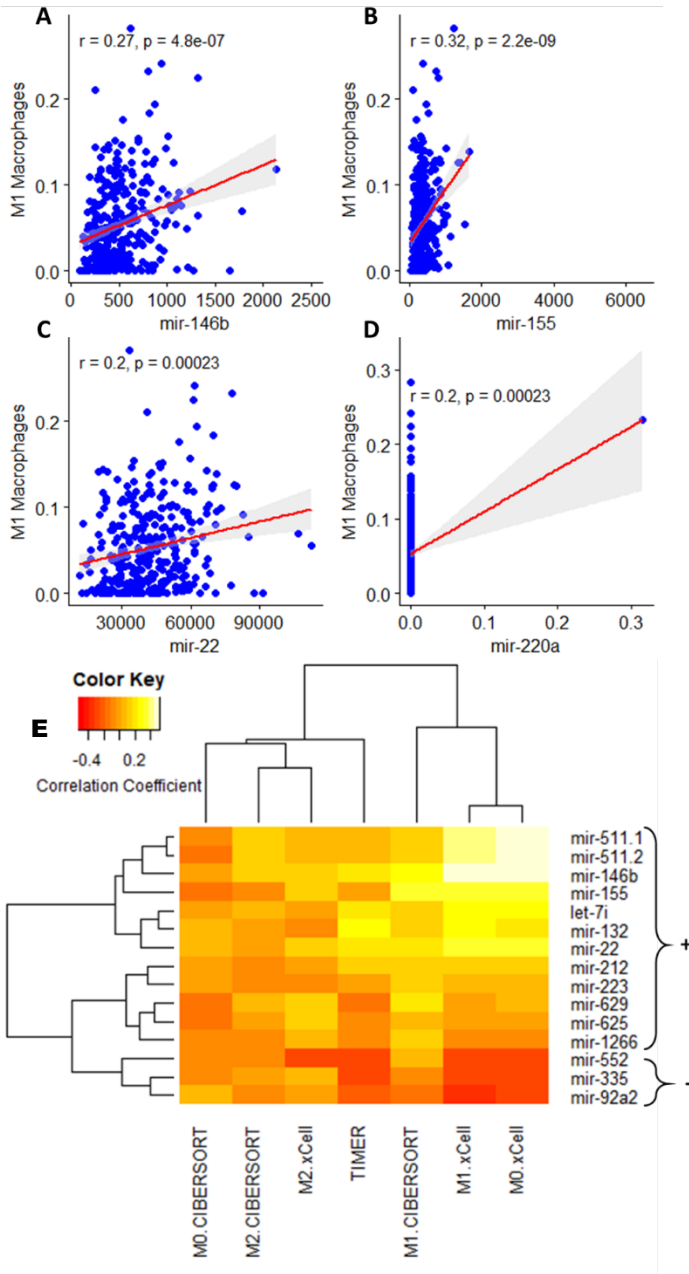 A
r = 0.27, p = 4.8e-07
M1 Macrophages
0.2
0.1
0.0
0 500 1000 1500 2000 2500
mir-146b
B
r = 0.32, p = 2.2e-09
M1 Macrophages
0.2
0.1
0.0
0 2000 4000 6000
mir-155
C
r = 0.2, p = 0.00023
M1 Macrophages
0.2
0.1
0.0
30000 60000 90000
mir-22
D
r = 0.2, p = 0.00023
M1 Macrophages
0.3
0.2
0.1
0.0
0.0 0.1 0.2 0.3
mir-220a
E
Color Key
-0.4 0.2
Correlation Coefficient
mir-511.1
mir-511.2
mir-146b
mir-155
let-7i
mir-132
mir-22
mir-212
mir-223
mir-629
mir-625
mir-1266
mir-552
mir-335
mir-92a2
+
-
M0.CIBERSORT
M2.CIBERSORT
M2.xCell
TIMER
M1.CIBERSORT
M1.xCell
M0.xCell